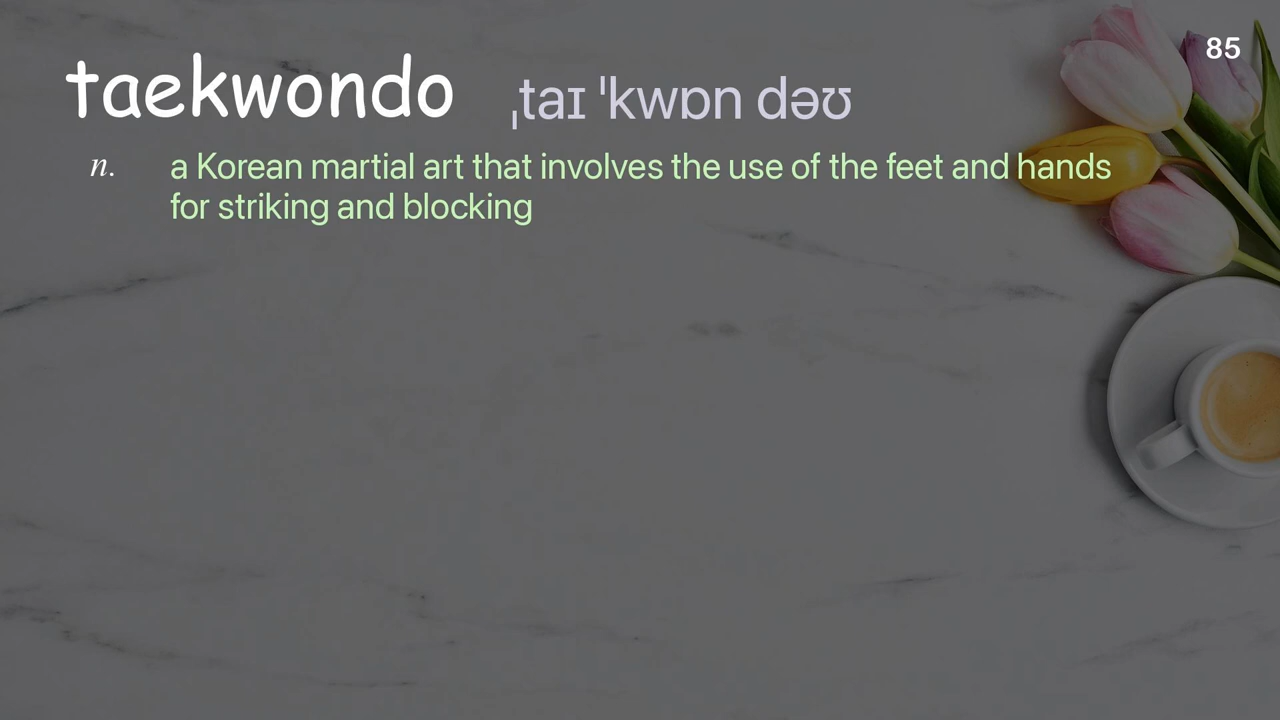 85
taekwondo ˌtaɪ ˈkwɒn dəʊ
n. a Korean martial art that involves the use of the feet and hands
for striking and blocking